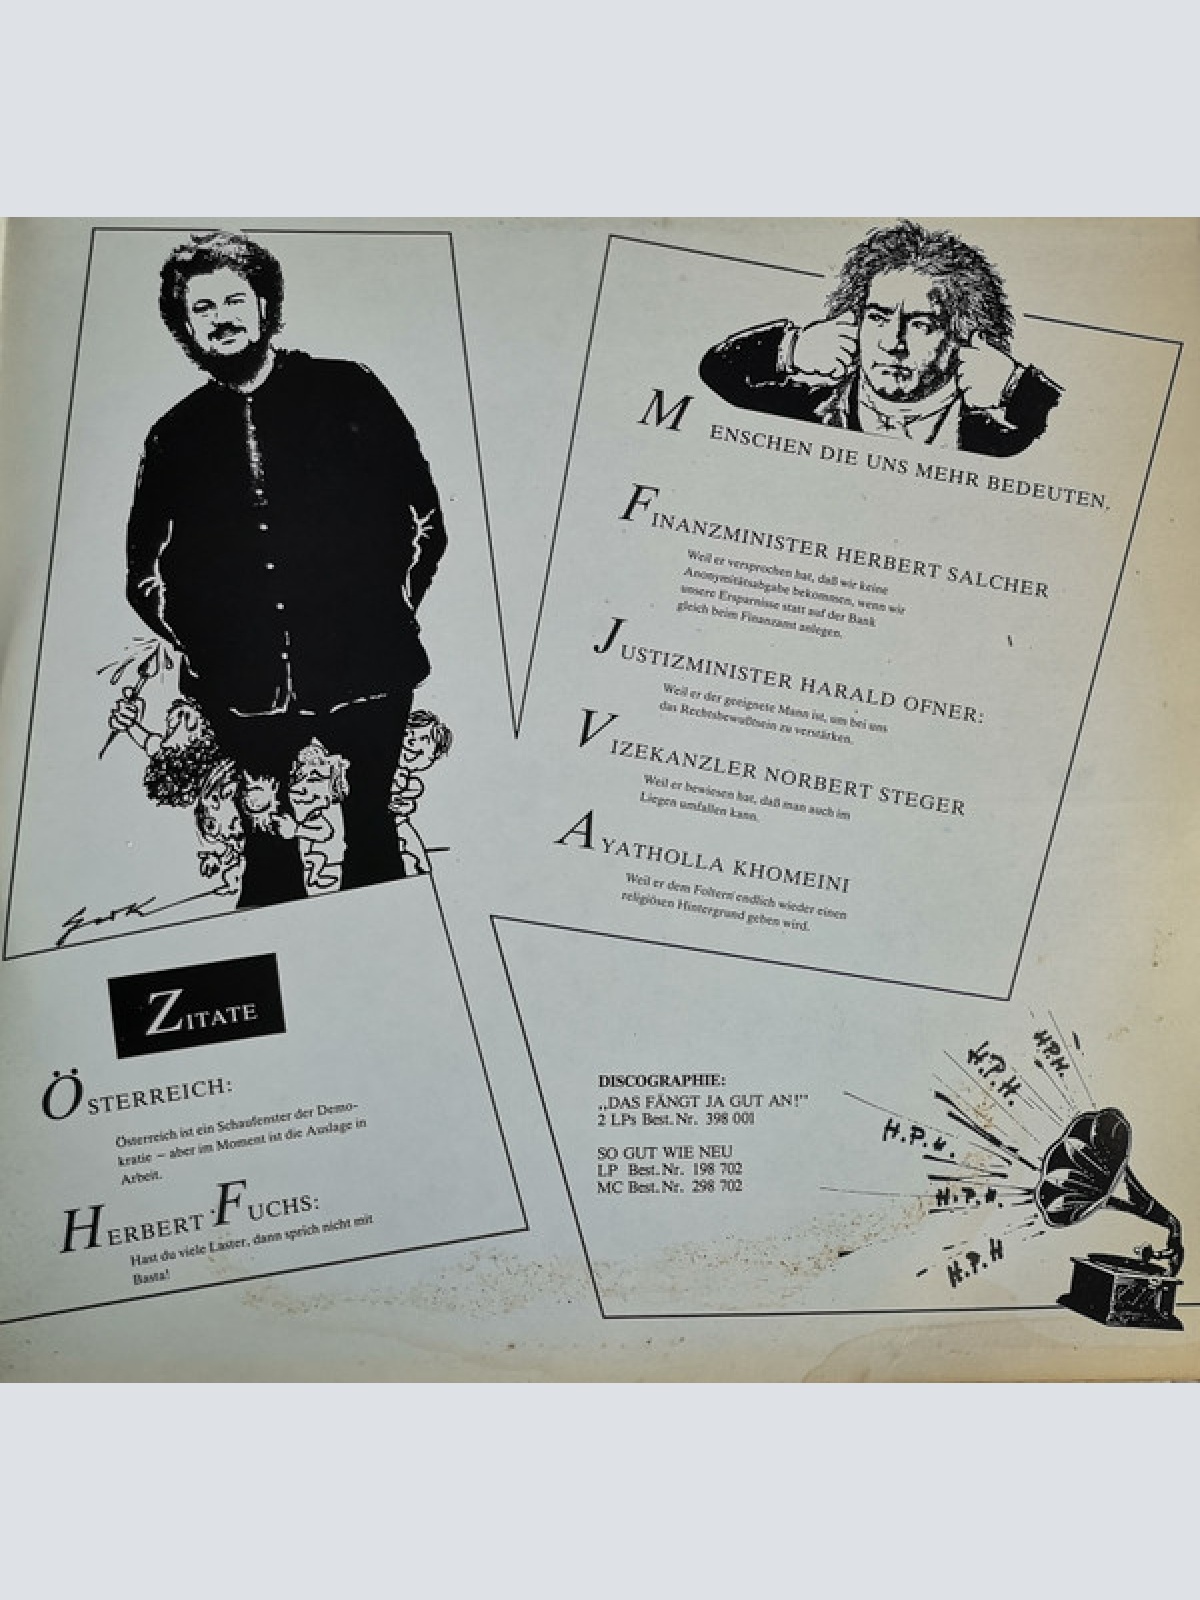 MENSCHEN DIE UNS MEHR BEDEUTEN.
FINANZMINISTER HERBERT SALCHER
Weil er versprochen hat, daß wir keine
Anonymitätsabgabe bekommen, wenn wir
unsere Ersparnisse statt auf der Bank
gleich beim Finanzamt anlegen.
JUSTIZMINISTER HARALD OFNER:
Weil er der geeignete Mann ist, um bei uns
das Rechtsbewußtsein zu verstärken.
VIZEKANZLER NORBERT STEGER
Weil er bewiesen hat, daß man auch im
Liegen umfallen kann.
AYATHOLLA KHOMEINI
Weil er dem Foltern endlich wieder einen
religiösen Hintergrund geben wird.
ZITATE
ÖSTERREICH:
Österreich ist ein Schaufenster der Demo-
kratie – aber im Moment ist die Auslage in
Arbeit.
HERBERT FUCHS:
Hast du viele Laster, dann sprich nicht mit
Basta!
DISCOGRAPHIE:
„DAS FÄNGT JA GUT AN!"
2 LPs Best. Nr. 398 001
SO GUT WIE NEU
LP Best. Nr. 198 702
MC Best. Nr. 298 702
H.P.H.
H.P.H.
H.P.H.
H.P.H.
H.P.H